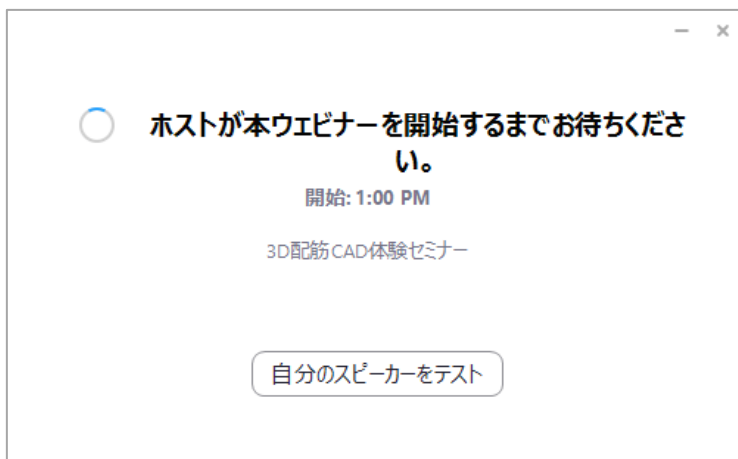 ホストが本ウェビナーを開始するまでお待ちくださ
い。
開始: 1:00 PM
3D配筋CAD体験セミナー
自分のスピーカーをテスト